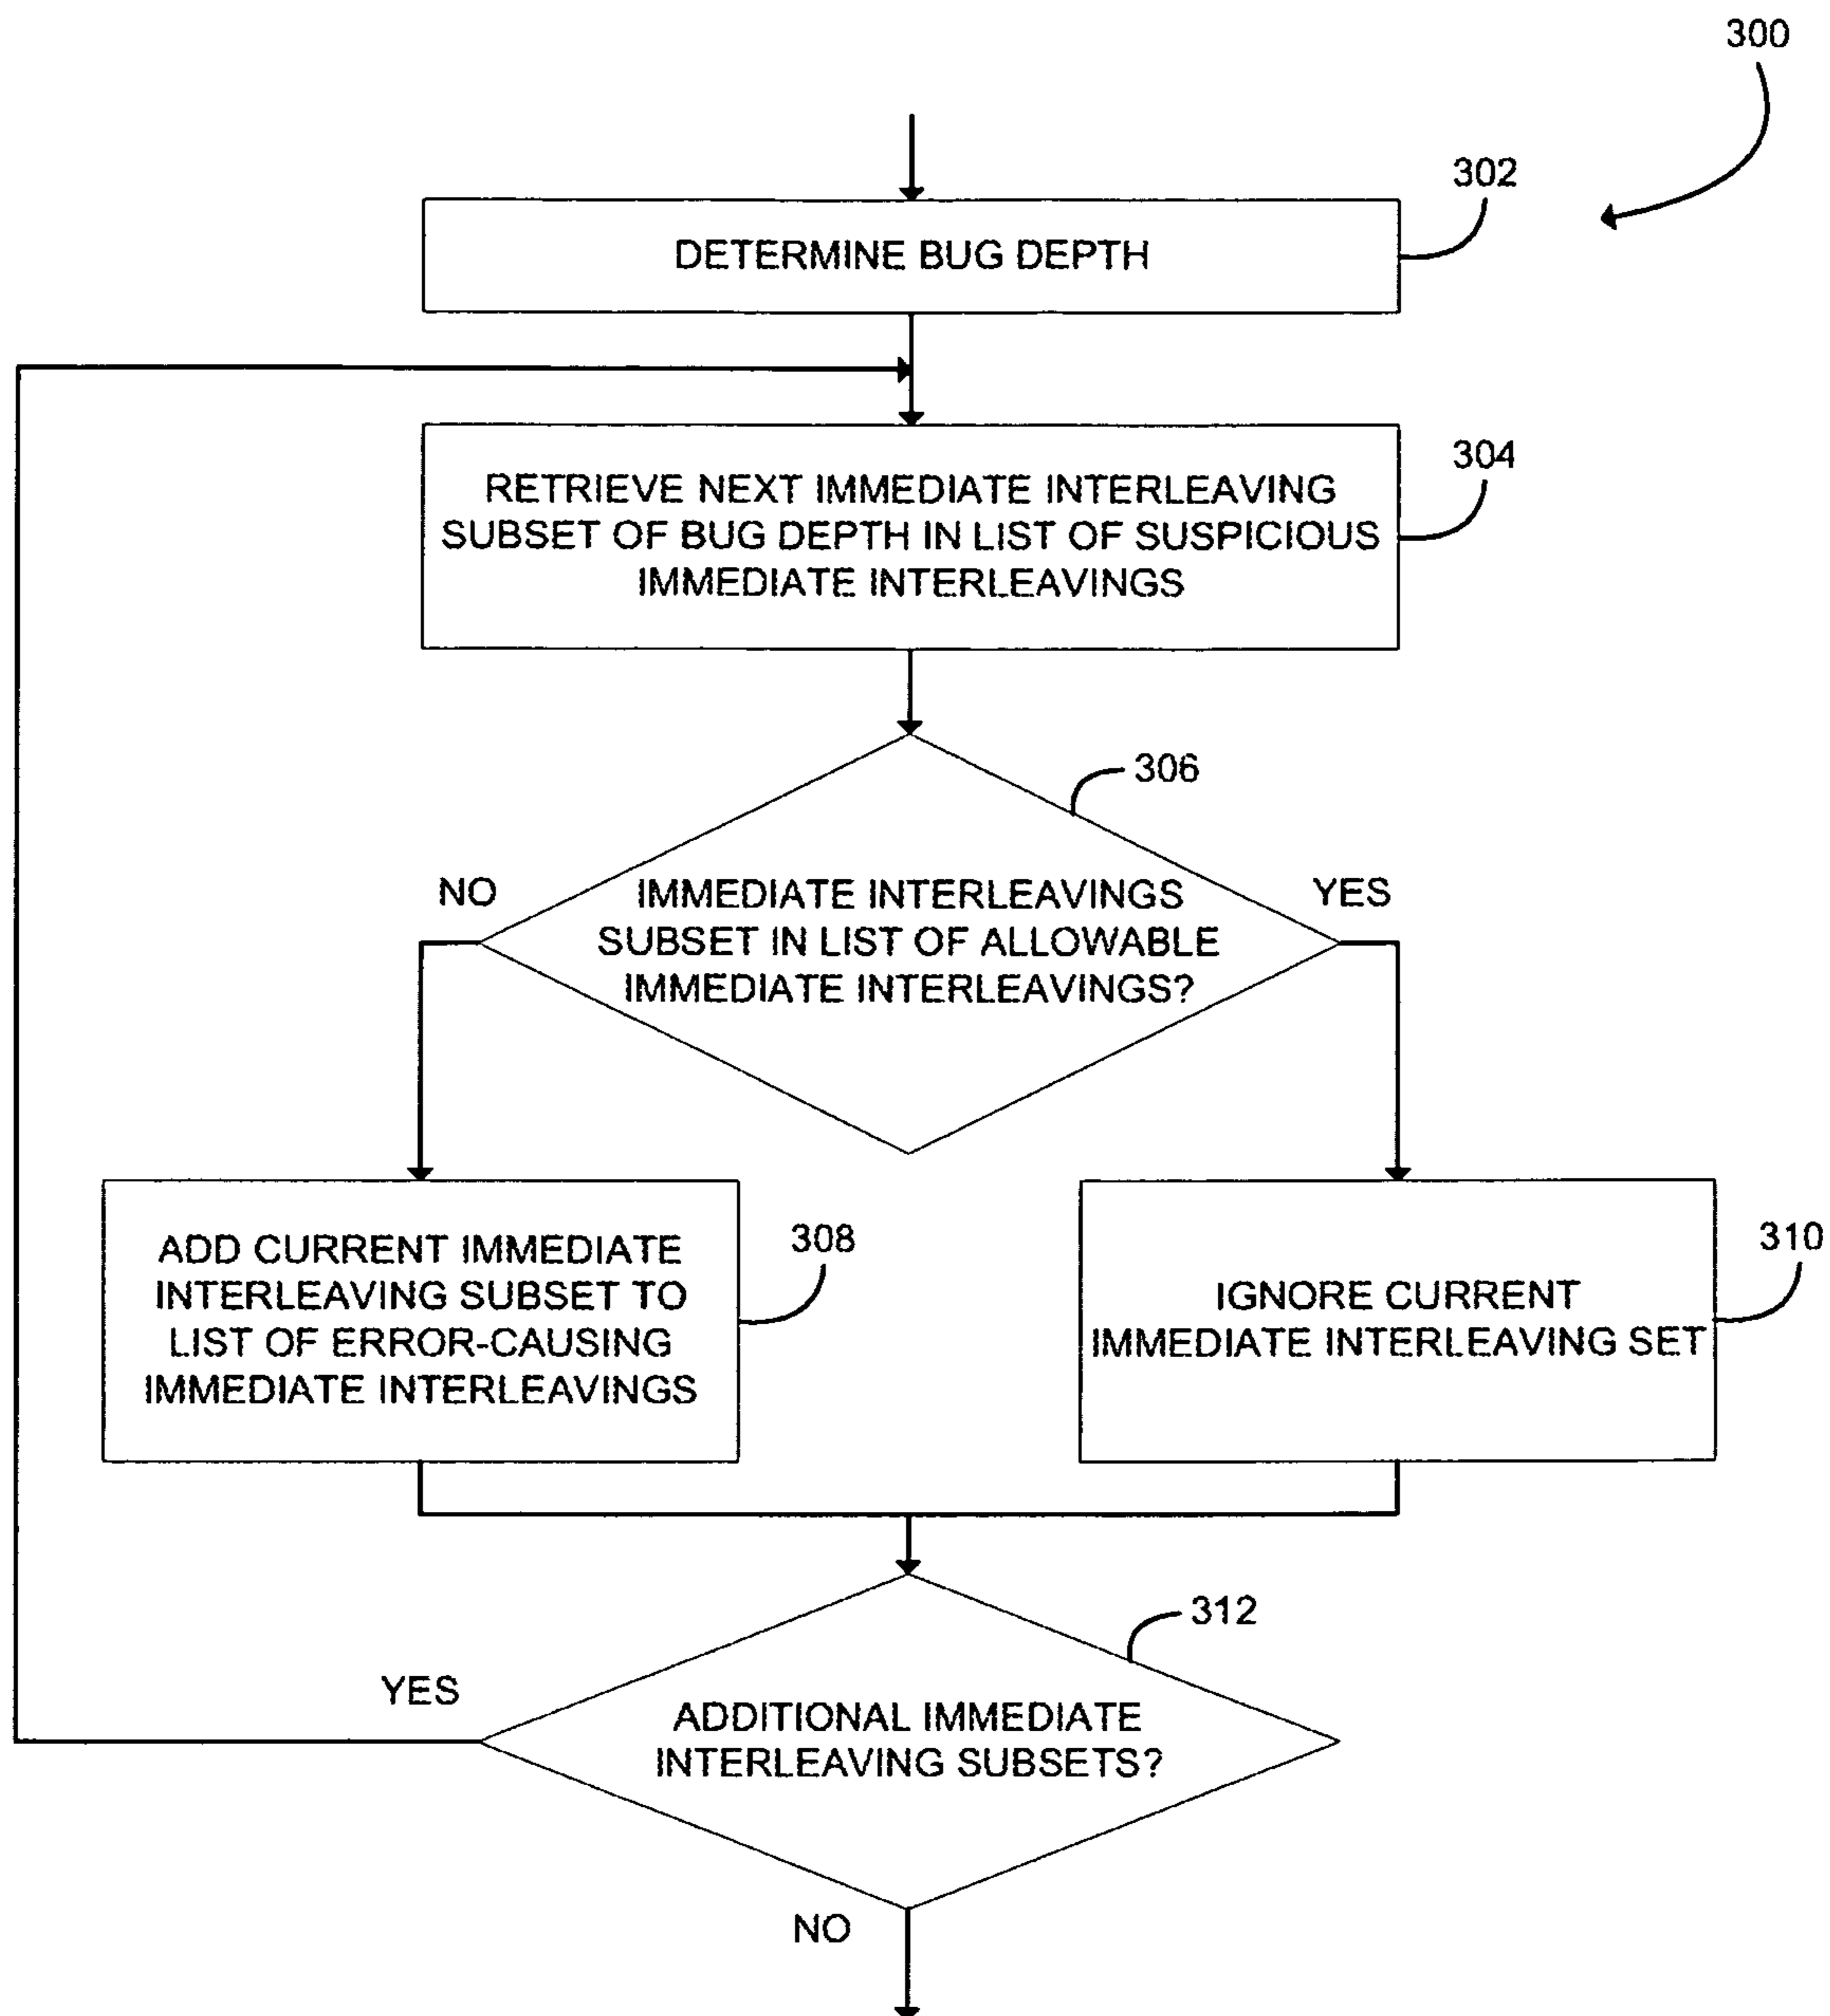 300
302
DETERMINE BUG DEPTH
304
RETRIEVE NEXT IMMEDIATE INTERLEAVING
SUBSET OF BUG DEPTH IN LIST OF SUSPICIOUS
IMMEDIATE INTERLEAVINGS
306
NO
YES
IMMEDIATE INTERLEAVINGS
SUBSET IN LIST OF ALLOWABLE
IMMEDIATE INTERLEAVINGS?
308
ADD CURRENT IMMEDIATE
INTERLEAVING SUBSET TO
LIST OF ERROR-CAUSING
IMMEDIATE INTERLEAVINGS
310
IGNORE CURRENT
IMMEDIATE INTERLEAVING SET
312
YES
ADDITIONAL IMMEDIATE
INTERLEAVING SUBSETS?
NO